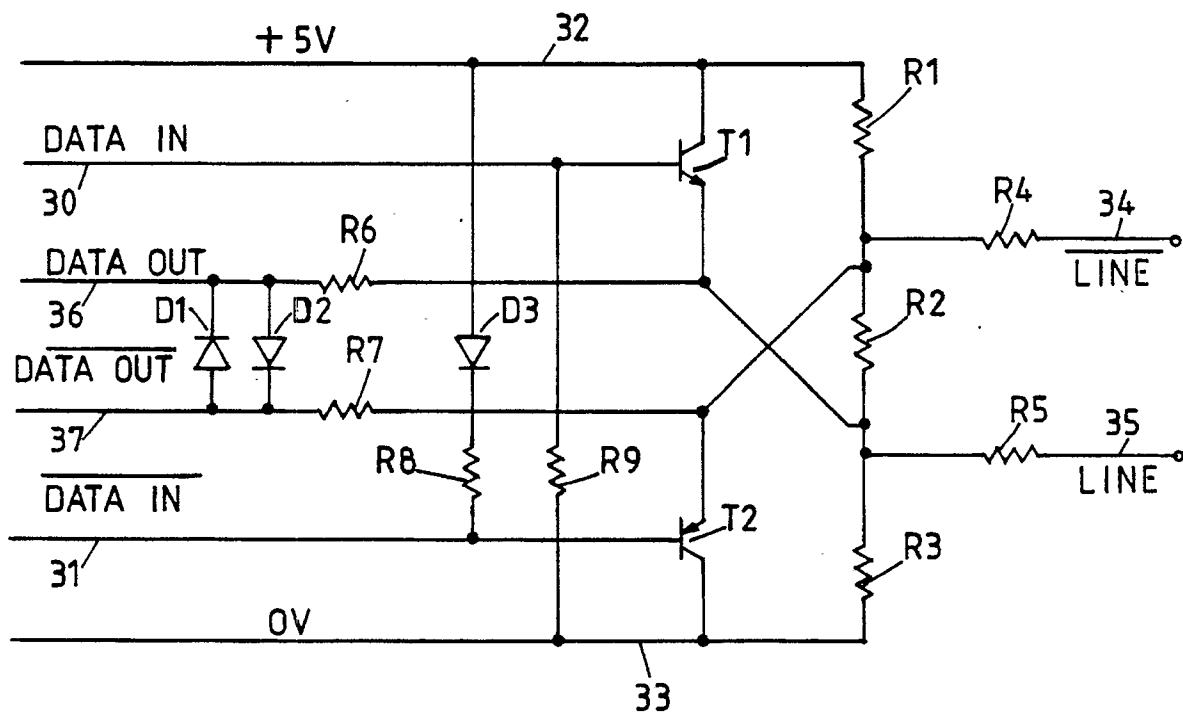 +5V
32
R1
DATA IN
T1
30
R4
34
R6
LINE
DATA OUT
36
D1
D2
D3
R2
R7
DATA OUT
R5
35
37
R8
R9
LINE
DATA IN
T2
31
R3
0V
33